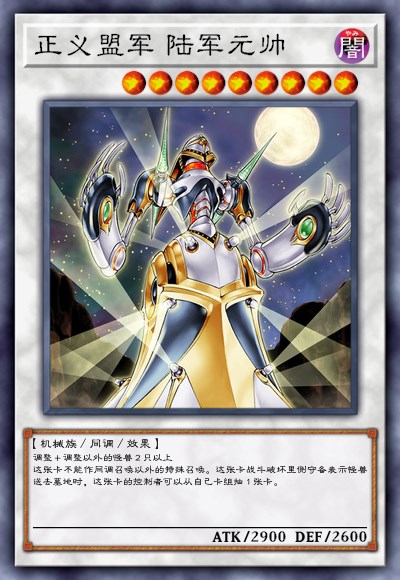 正义盟军 陆军元帅
闇
やみ
【机械族／同调／效果】
调整＋调整以外的怪兽２只以上
这张卡不能作同调召唤以外的特殊召唤。这张卡战斗破坏里侧守备表示怪兽
送去墓地时，这张卡的控制者可以从自己卡组抽１张卡。
ATK/2900 DEF/2600